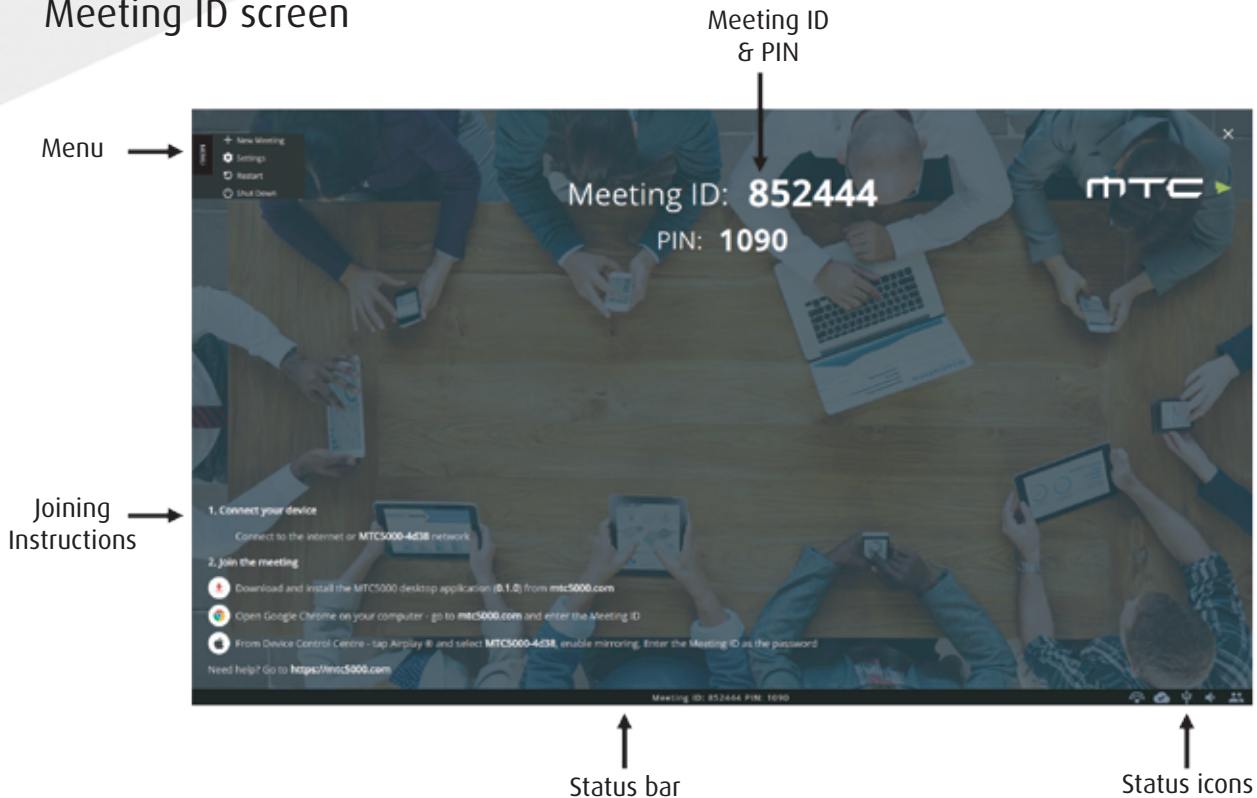 Meeting ID screen
Meeting ID
& PIN
Menu
MENU
+ New Meeting
Settings
Restart
Shut Down
×
Meeting ID: 852444
PIN: 1090
MTC
Joining
Instructions
1. Connect your device
Connect to the internet or MTC5000-4d38 network
2. Join the meeting
Download and install the MTC5000 desktop application (0.1.0) from mtc5000.com
Open Google Chrome on your computer - go to mtc5000.com and enter the Meeting ID
From Device Control Centre - tap Airplay ® and select MTC5000-4d38, enable mirroring, Enter the Meeting ID as the password
Need help? Go to https://mtc5000.com
Meeting ID: 852444 PIN: 1090
Status bar
Status icons